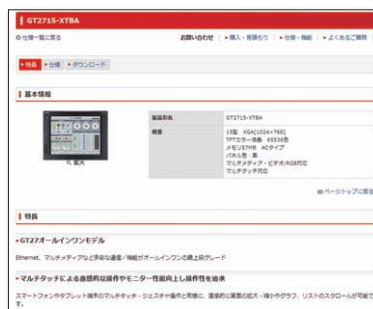 GT2715-XTBA
仕様一覧に戻る
お問い合わせ 購入・見積もり 仕様・機能 よくあるご質問
特長 仕様 ダウンロード
基本情報
製品形名 GT2715-XTBA
概要 15型 XGA[1024×768]
TFTカラー液晶 65536色
メモリ57MB ACタイプ
パネル色:黒
マルチメディア・ビデオ/RGB対応
マルチタッチ対応
拡大
ページトップに戻る
特長
GT27オールインワンモデル
Ethernet、マルチメディアなど多彩な通信/機能がオールインワンの最上段グレード
マルチタッチによる直感的な操作やモニター性能向上し操作性を追求
スマートフォンやタブレット端末のマルチタッチ・ジェスチャ操作と同様に、直感的に画面の拡大・縮小やグラフ、リストのスクロールが可能で
す。